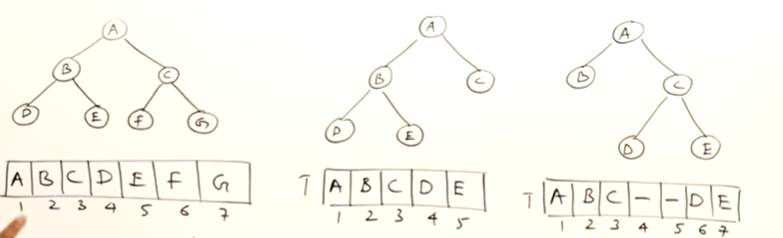 A
B C
D E F G
A B C D E F G
1 2 3 4 5 6 7
A
B C
D E
T A B C D E
1 2 3 4 5
A
B C
D E
T A B C - - D E
1 2 3 4 5 6 7